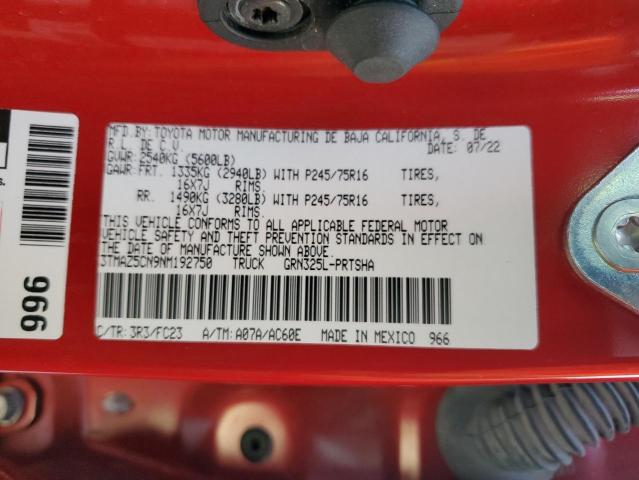 MFD.BY: TOYOTA MOTOR MANUFACTURING DE BAJA CALIFORNIA, S. DE
R.L. DE C.V. DATE: 07/22
GVWR: 2540KG (5600LB)
GAWR: FRT. 1335KG (2940LB) WITH P245/75R16 TIRES,
16X7J RIMS.
RR. 1490KG (3280LB) WITH P245/75R16 TIRES,
16X7J RIMS.
THIS VEHICLE CONFORMS TO ALL APPLICABLE FEDERAL MOTOR
VEHICLE SAFETY AND THEFT PREVENTION STANDARDS IN EFFECT ON
THE DATE OF MANUFACTURE SHOWN ABOVE.
3TMAZ5CN9NM192750 TRUCK GRN325L-PRTSHA
C/TR: 3R3/FC23 A/TM: A07A/AC60E MADE IN MEXICO 966
s.
966